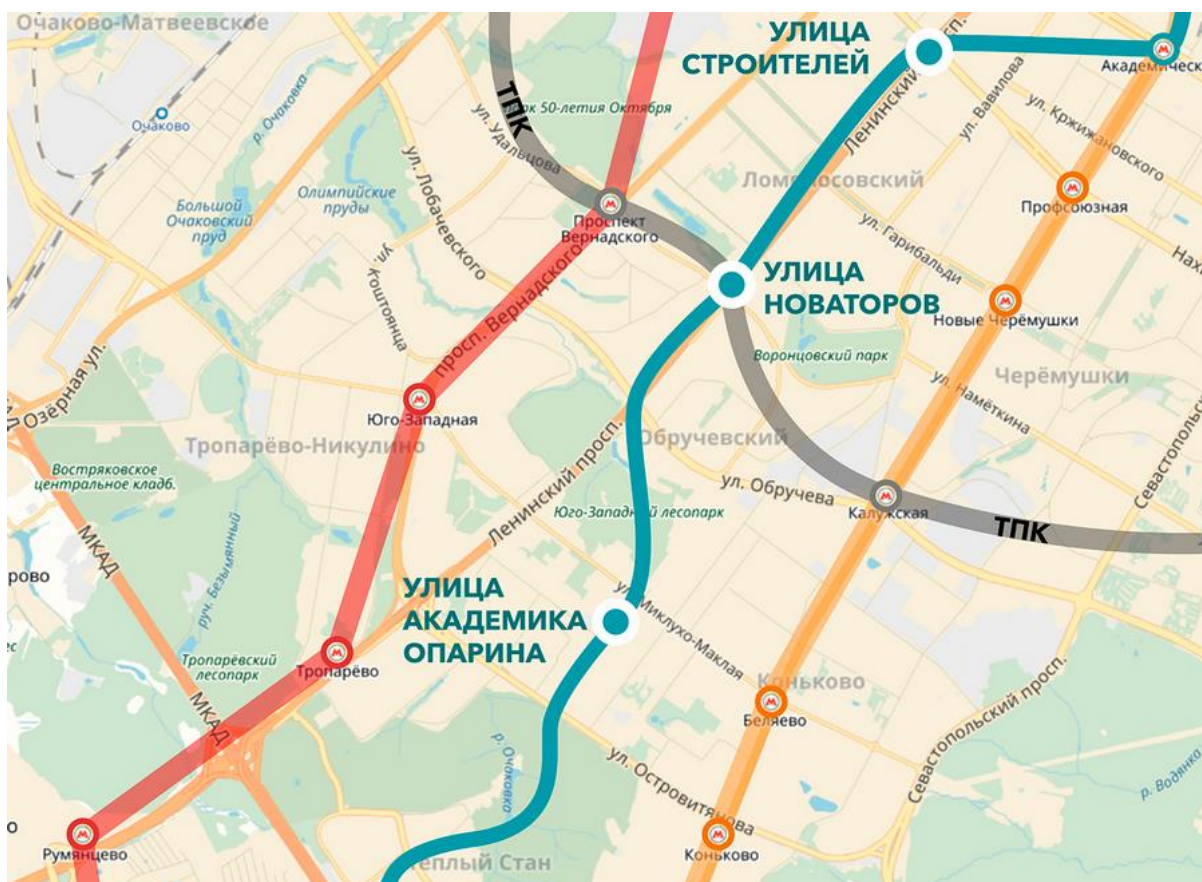 Очаково-Матвеевское
УЛИЦА
СТРОИТЕЛЕЙ
Ленинский просп.
Академическ
ТПК
парк 50-летия Октября
ул. Удальцова
Очаково
р. Очаковка
ул. Лобачевского
ул. Вавилова
ул. Кржижановского
Ломоносовский
Профсоюзная
Олимпийские
пруды
Большой
Очаковский
пруд
Проспект
Вернадского
ул. Гарибальди
Нах
ул. Коштоянца
просп. Вернадского
УЛИЦА
НОВАТОРОВ
Новые Черёмушки
Воронцовский парк
ул. Намёткина
Черёмушки
Озёрная ул.
Юго-Западная
Тропарёво-Никулино
Обручевский
Севастопольский
Востряковское
центральное кладб.
Ленинский просп.
ул. Обручева
Калужская
ТПК
Юго-Западный лесопарк
МКАД
руч. Безымянный
рово
УЛИЦА
АКАДЕМИКА
ОПАРИНА
ул. Миклухо-Маклая
ес
Тропарёвский
лесопарк
Тропарёво
Коньково
Беляево
Севастопольский просп.
МКАД
р. Очаковка
ул. Островитянова
р. Водянка
о
Румянцево
Тёплый Стан
Коньково